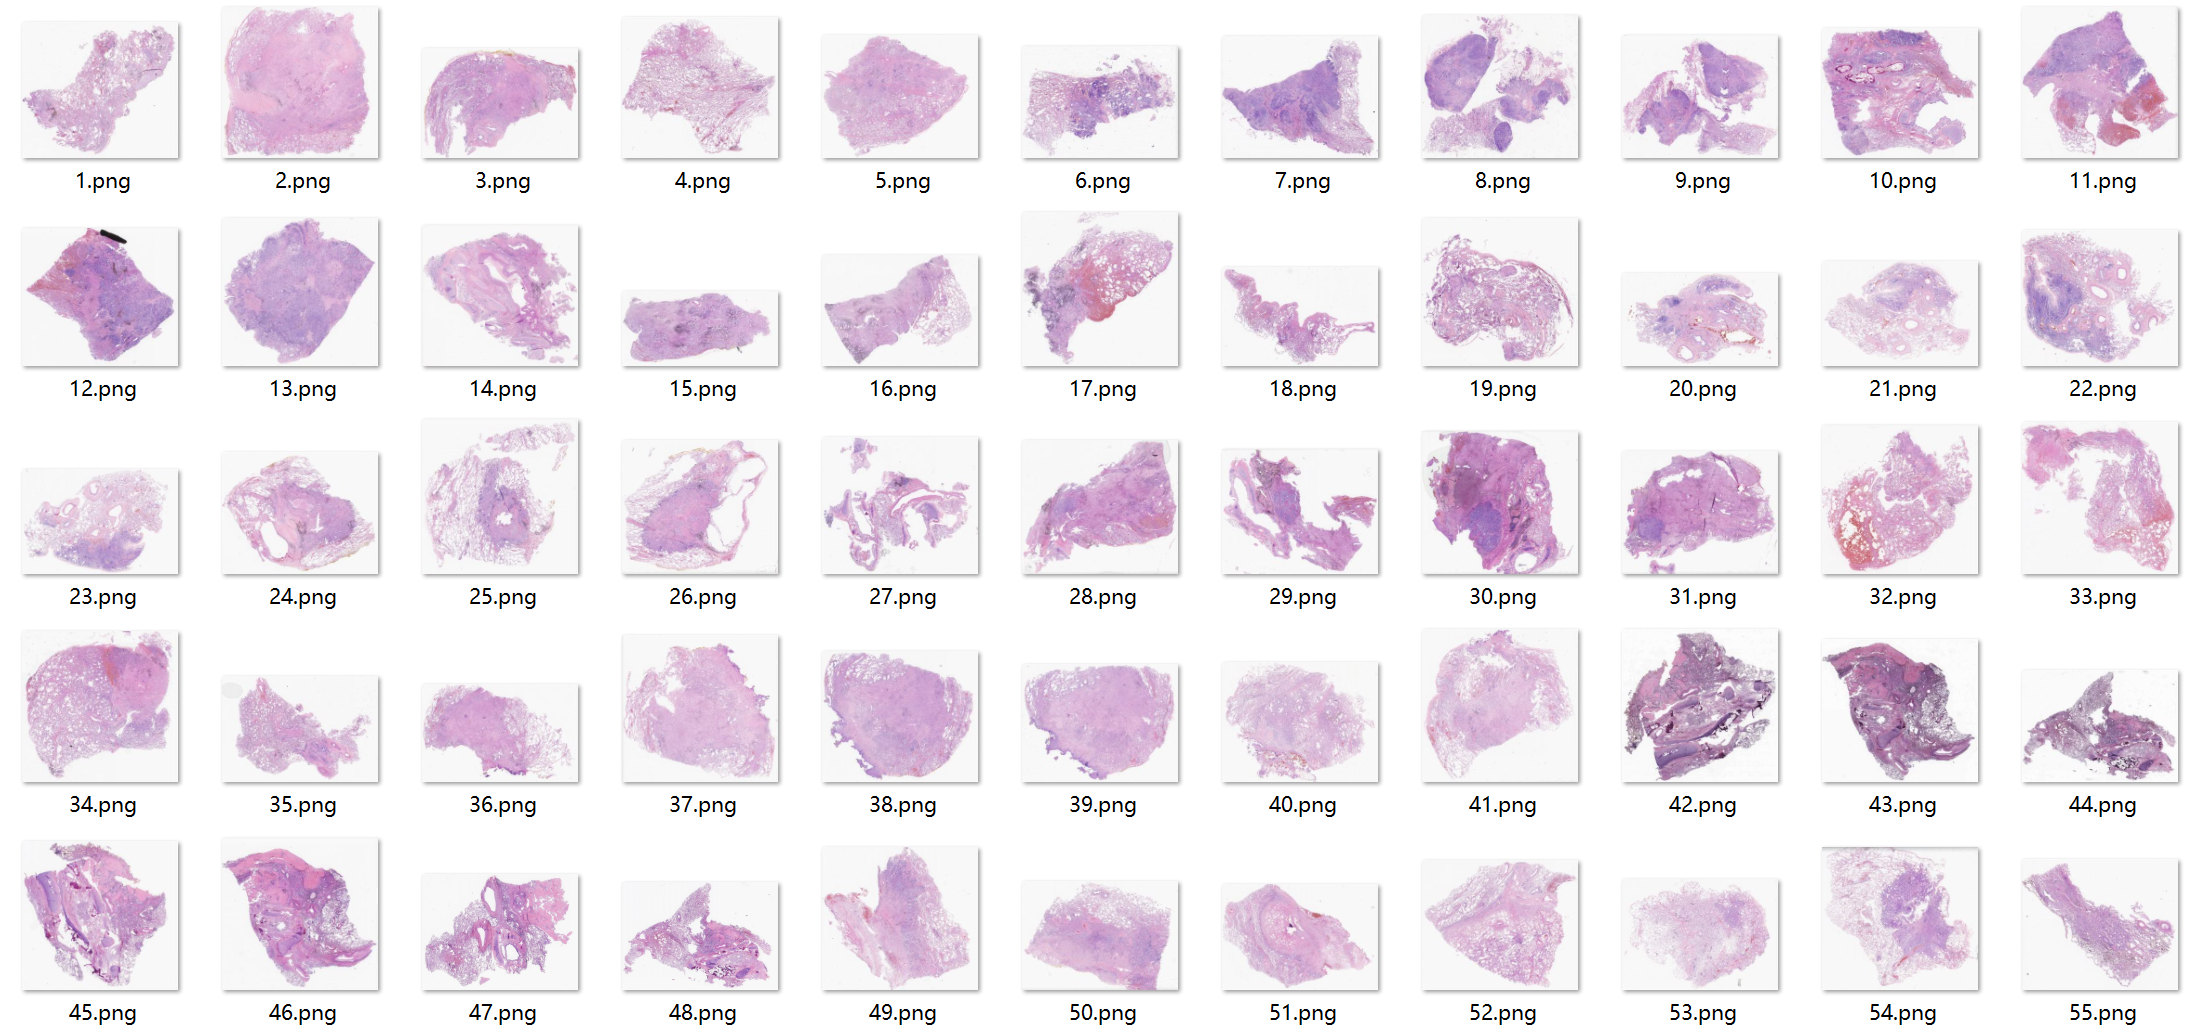 1.png 2.png 3.png 4.png 5.png 6.png 7.png 8.png 9.png 10.png 11.png
12.png 13.png 14.png 15.png 16.png 17.png 18.png 19.png 20.png 21.png 22.png
23.png 24.png 25.png 26.png 27.png 28.png 29.png 30.png 31.png 32.png 33.png
34.png 35.png 36.png 37.png 38.png 39.png 40.png 41.png 42.png 43.png 44.png
45.png 46.png 47.png 48.png 49.png 50.png 51.png 52.png 53.png 54.png 55.png